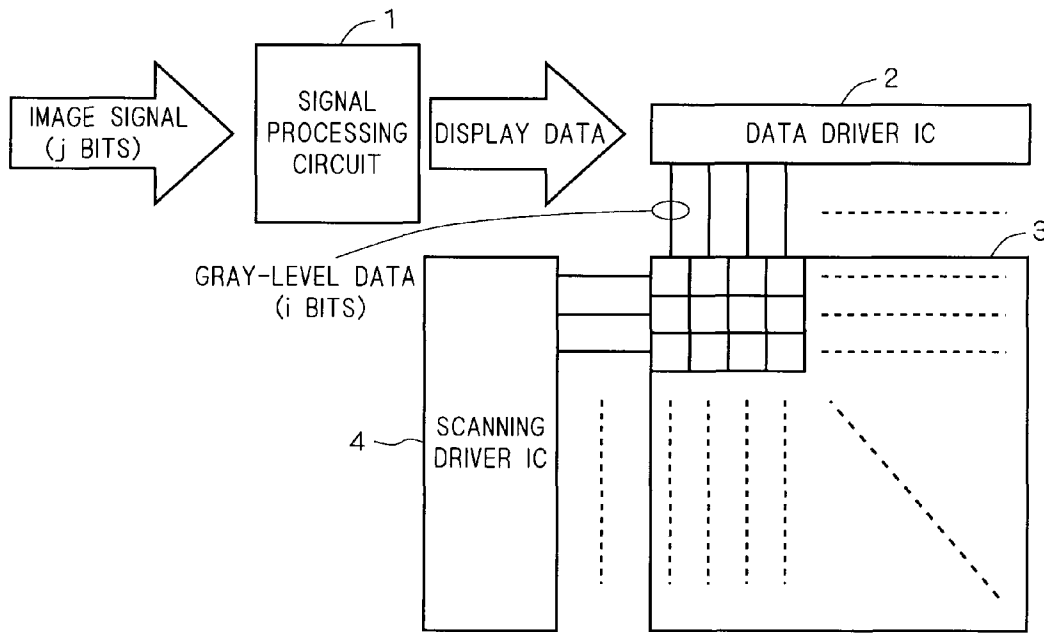 1
IMAGE SIGNAL
(j BITS)
SIGNAL
PROCESSING
CIRCUIT
DISPLAY DATA
2
DATA DRIVER IC
3
GRAY-LEVEL DATA
(i BITS)
4
SCANNING
DRIVER IC